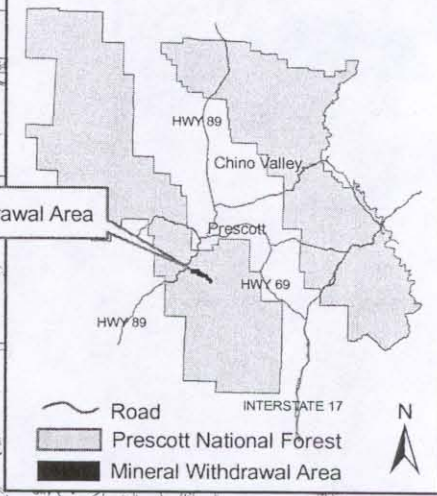 HWY 89
Chino Valley
rawal Area
Prescott
HWY 69
HWY 89
INTERSTATE 17
N
Road
Prescott National Forest
Mineral Withdrawal Area